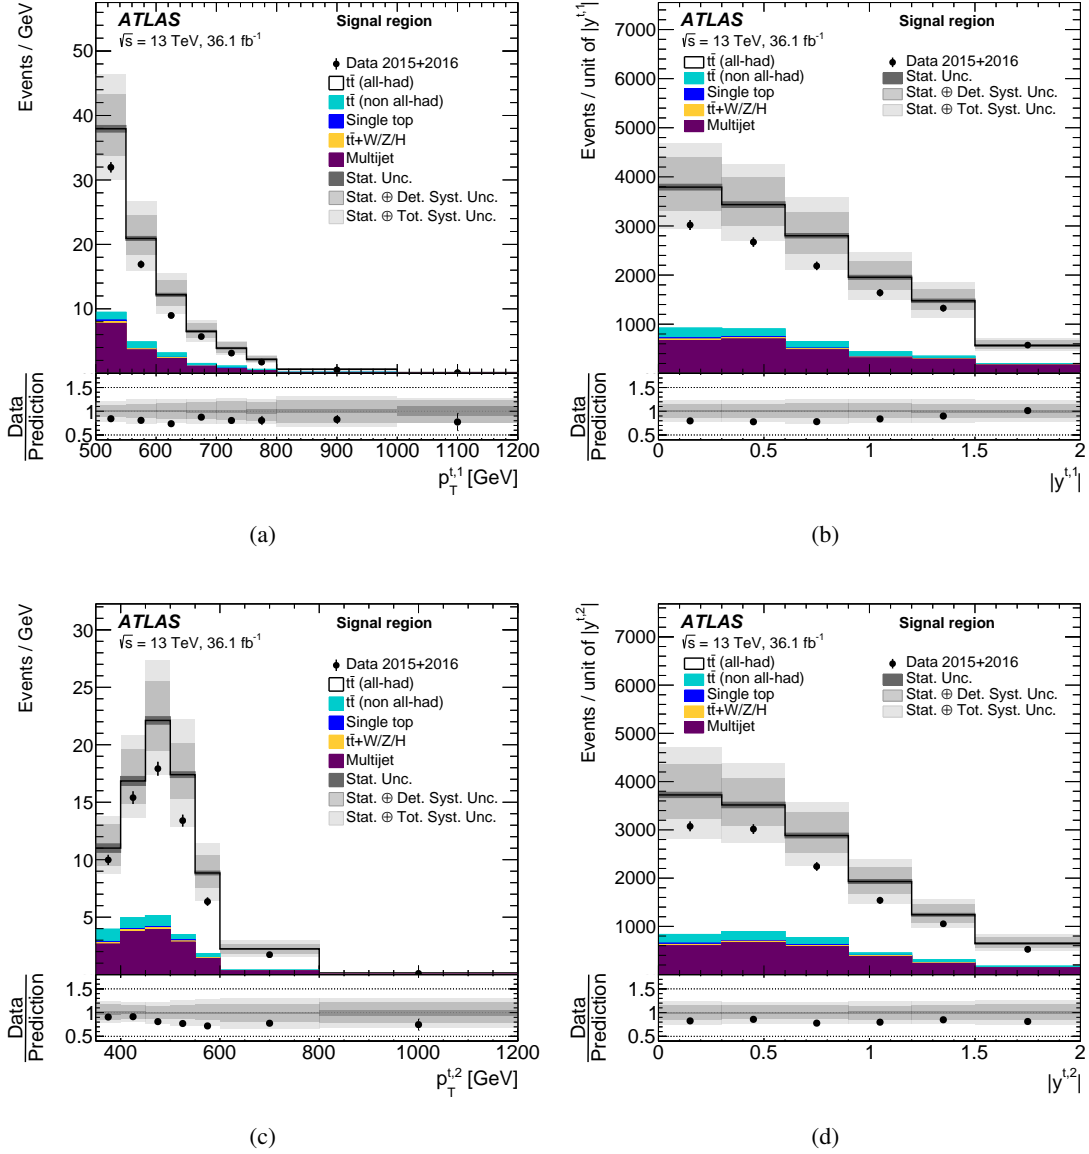 ATLAS
√s = 13 TeV, 36.1 fb⁻¹
Signal region
Data 2015+2016
tt̄ (all-had)
tt̄ (non all-had)
Single top
tt̄+W/Z/H
Multijet
Stat. Unc.
Stat. ⊕ Det. Syst. Unc.
Stat. ⊕ Tot. Syst. Unc.
Events / GeV
50
40
30
20
10
Data
Prediction
1.5
1
0.5
500 600 700 800 900 1000 1100 1200
p_T^{t,1} [GeV]
(a)
ATLAS
√s = 13 TeV, 36.1 fb⁻¹
Signal region
tt̄ (all-had)
tt̄ (non all-had)
Single top
tt̄+W/Z/H
Multijet
Data 2015+2016
Stat. Unc.
Stat. ⊕ Det. Syst. Unc.
Stat. ⊕ Tot. Syst. Unc.
Events / unit of |y^{t,1}|
7000
6000
5000
4000
3000
2000
1000
Data
Prediction
1.5
1
0.5
0 0.5 1 1.5 2
|y^{t,1}|
(b)
ATLAS
√s = 13 TeV, 36.1 fb⁻¹
Signal region
Data 2015+2016
tt̄ (all-had)
tt̄ (non all-had)
Single top
tt̄+W/Z/H
Multijet
Stat. Unc.
Stat. ⊕ Det. Syst. Unc.
Stat. ⊕ Tot. Syst. Unc.
Events / GeV
30
25
20
15
10
5
Data
Prediction
1.5
1
0.5
400 600 800 1000 1200
p_T^{t,2} [GeV]
(c)
ATLAS
√s = 13 TeV, 36.1 fb⁻¹
Signal region
tt̄ (all-had)
tt̄ (non all-had)
Single top
tt̄+W/Z/H
Multijet
Data 2015+2016
Stat. Unc.
Stat. ⊕ Det. Syst. Unc.
Stat. ⊕ Tot. Syst. Unc.
Events / unit of |y^{t,2}|
7000
6000
5000
4000
3000
2000
1000
Data
Prediction
1.5
1
0.5
0 0.5 1 1.5 2
|y^{t,2}|
(d)